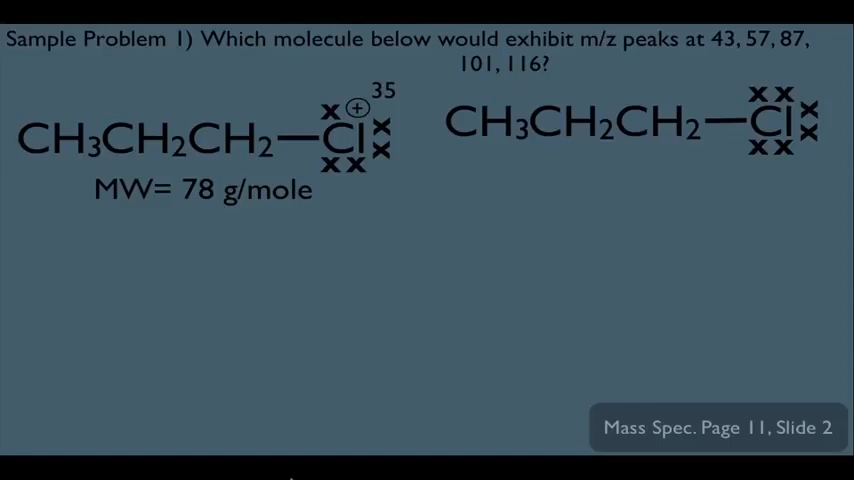 Sample Problem 1) Which molecule below would exhibit m/z peaks at 43, 57, 87,
101, 116?
35
x +
CH3CH2CH2—Cl x x
x x
MW= 78 g/mole
x x
CH3CH2CH2—Cl x x
x x
Mass Spec. Page 11, Slide 2